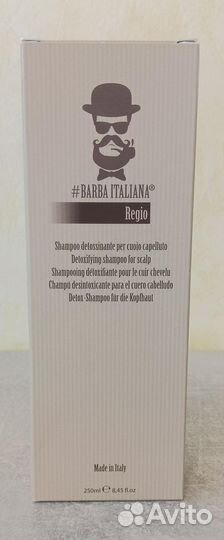 #BARBA ITALIANA®
Regio
Shampoo detossinante per cuoio capelluto
Detoxifying shampoo for scalp
Shampooing détoxifiante pour le cuir chevelu
Champú desintoxicante para el cuero cabelludo
Detox-Shampoo für die Kopfhaut
Made in Italy
250ml ℮ 8,45 fl oz
Avito